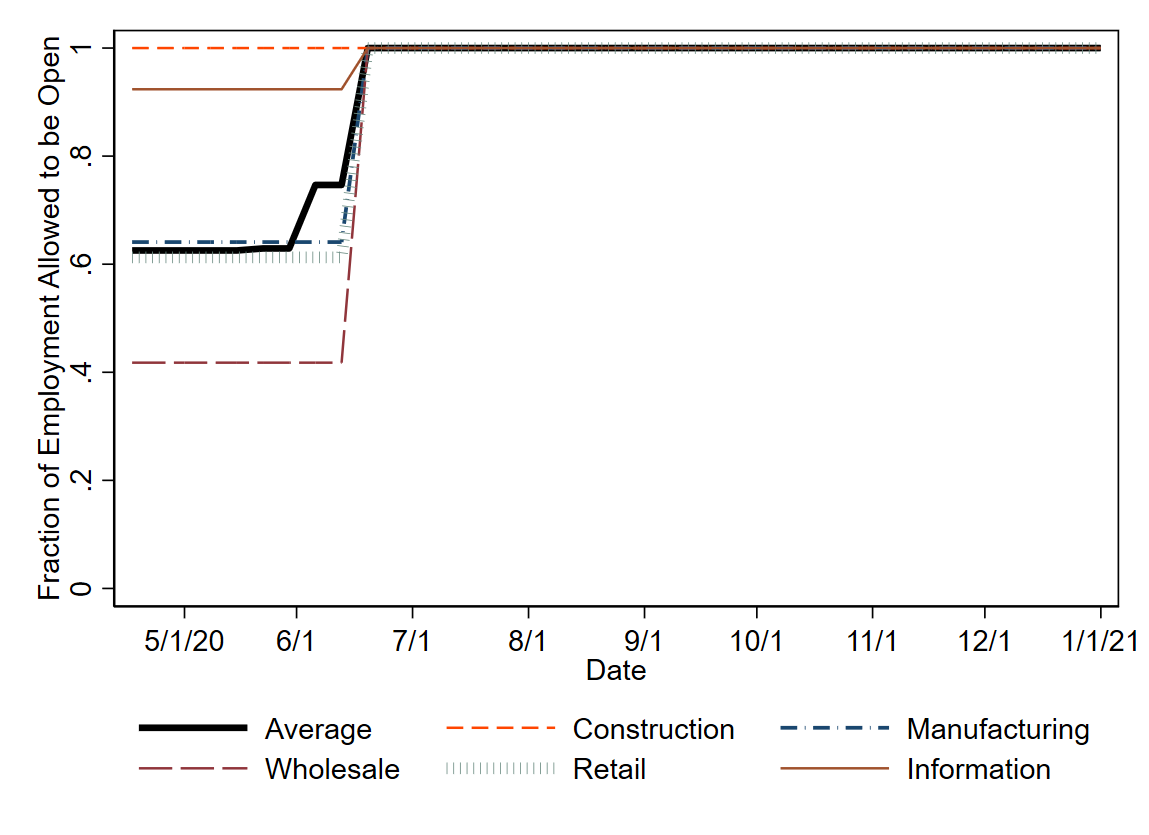 Fraction of Employment Allowed to be Open
1
.8
.6
.4
.2
0
5/1/20 6/1 7/1 8/1 9/1 10/1 11/1 12/1 1/1/21
Date
Average Construction Manufacturing
Wholesale Retail Information